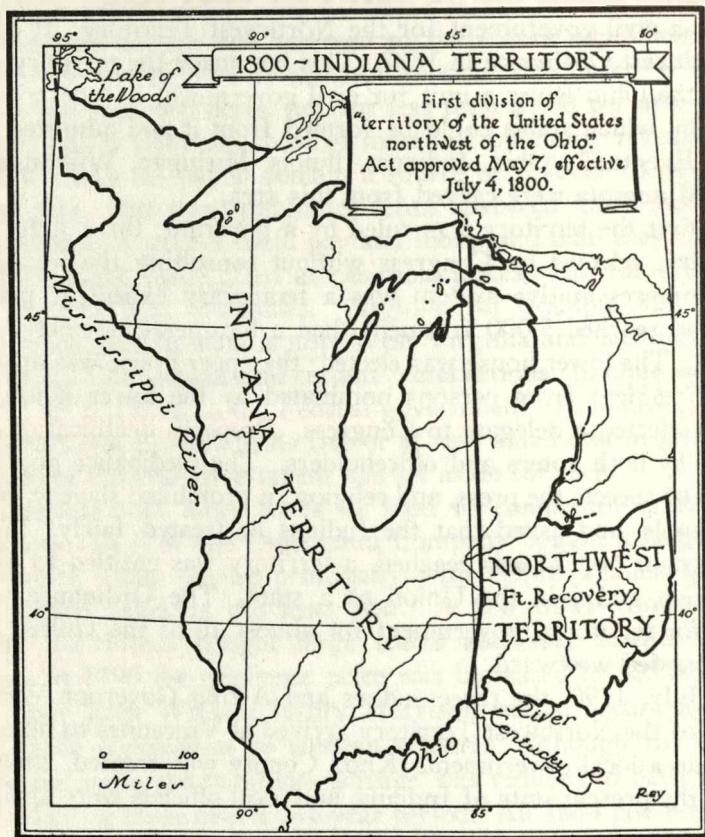 95° 90° 85° 80°
1800-INDIANA TERRITORY
Lake of
the Woods
First division of
"territory of the United States
northwest of the Ohio."
Act approved May 7, effective
July 4, 1800.
45° 45°
Mississippi River
INDIANA
TERRITORY
NORTHWEST
(Ft. Recovery)
TERRITORY
40° 40°
River
Kentucky R.
Ohio
0 100
Miles
Ray
90° 85°